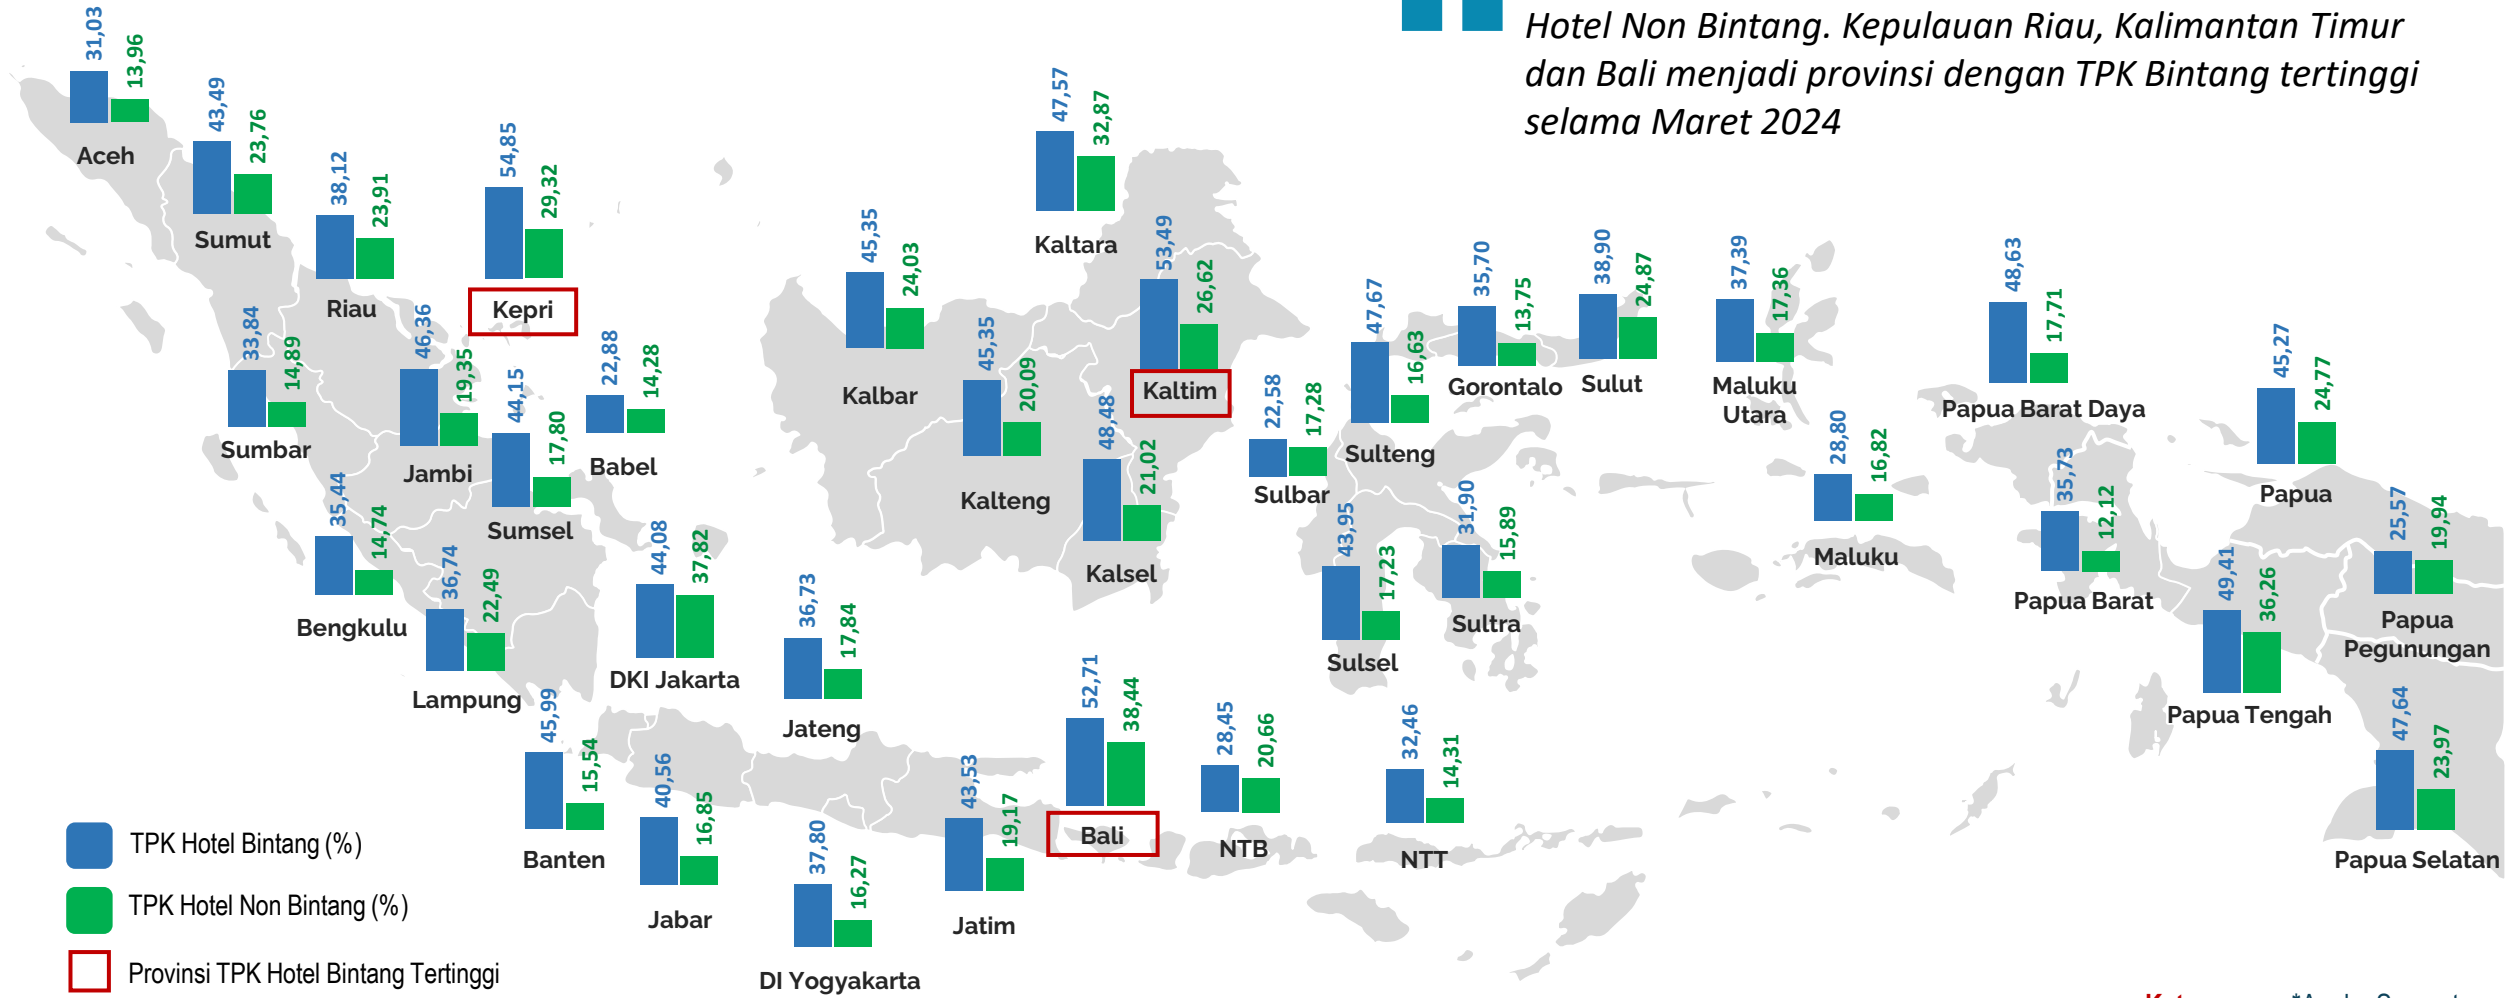 Hotel Non Bintang. Kepulauan Riau, Kalimantan Timur
dan Bali menjadi provinsi dengan TPK Bintang tertinggi
selama Maret 2024
31,03
13,96
Aceh
43,49
23,76
Sumut
38,12
23,91
Riau
54,85
29,32
Kepri
33,84
14,89
Sumbar
46,36
19,35
Jambi
44,15
17,80
Sumsel
22,88
14,28
Babel
35,44
14,74
Bengkulu
36,74
22,49
Lampung
44,08
37,82
DKI Jakarta
45,99
15,54
Banten
40,56
16,85
Jabar
36,73
17,84
Jateng
37,80
16,27
DI Yogyakarta
43,53
19,17
Jatim
52,71
38,44
Bali
28,45
20,66
NTB
32,46
14,31
NTT
45,35
24,03
Kalbar
45,35
20,09
Kalteng
48,48
21,02
Kalsel
53,49
26,62
Kaltim
47,57
32,87
Kaltara
22,58
17,28
Sulbar
47,67
16,63
Sulteng
35,70
13,75
Gorontalo
38,90
24,87
Sulut
43,95
17,23
Sulsel
31,90
15,89
Sultra
37,39
17,36
Maluku
Utara
28,80
16,82
Maluku
48,63
17,71
Papua Barat Daya
35,73
12,12
Papua Barat
45,27
24,77
Papua
49,41
36,26
Papua Tengah
25,57
19,94
Papua
Pegunungan
47,64
23,97
Papua Selatan
TPK Hotel Bintang (%)
TPK Hotel Non Bintang (%)
Provinsi TPK Hotel Bintang Tertinggi